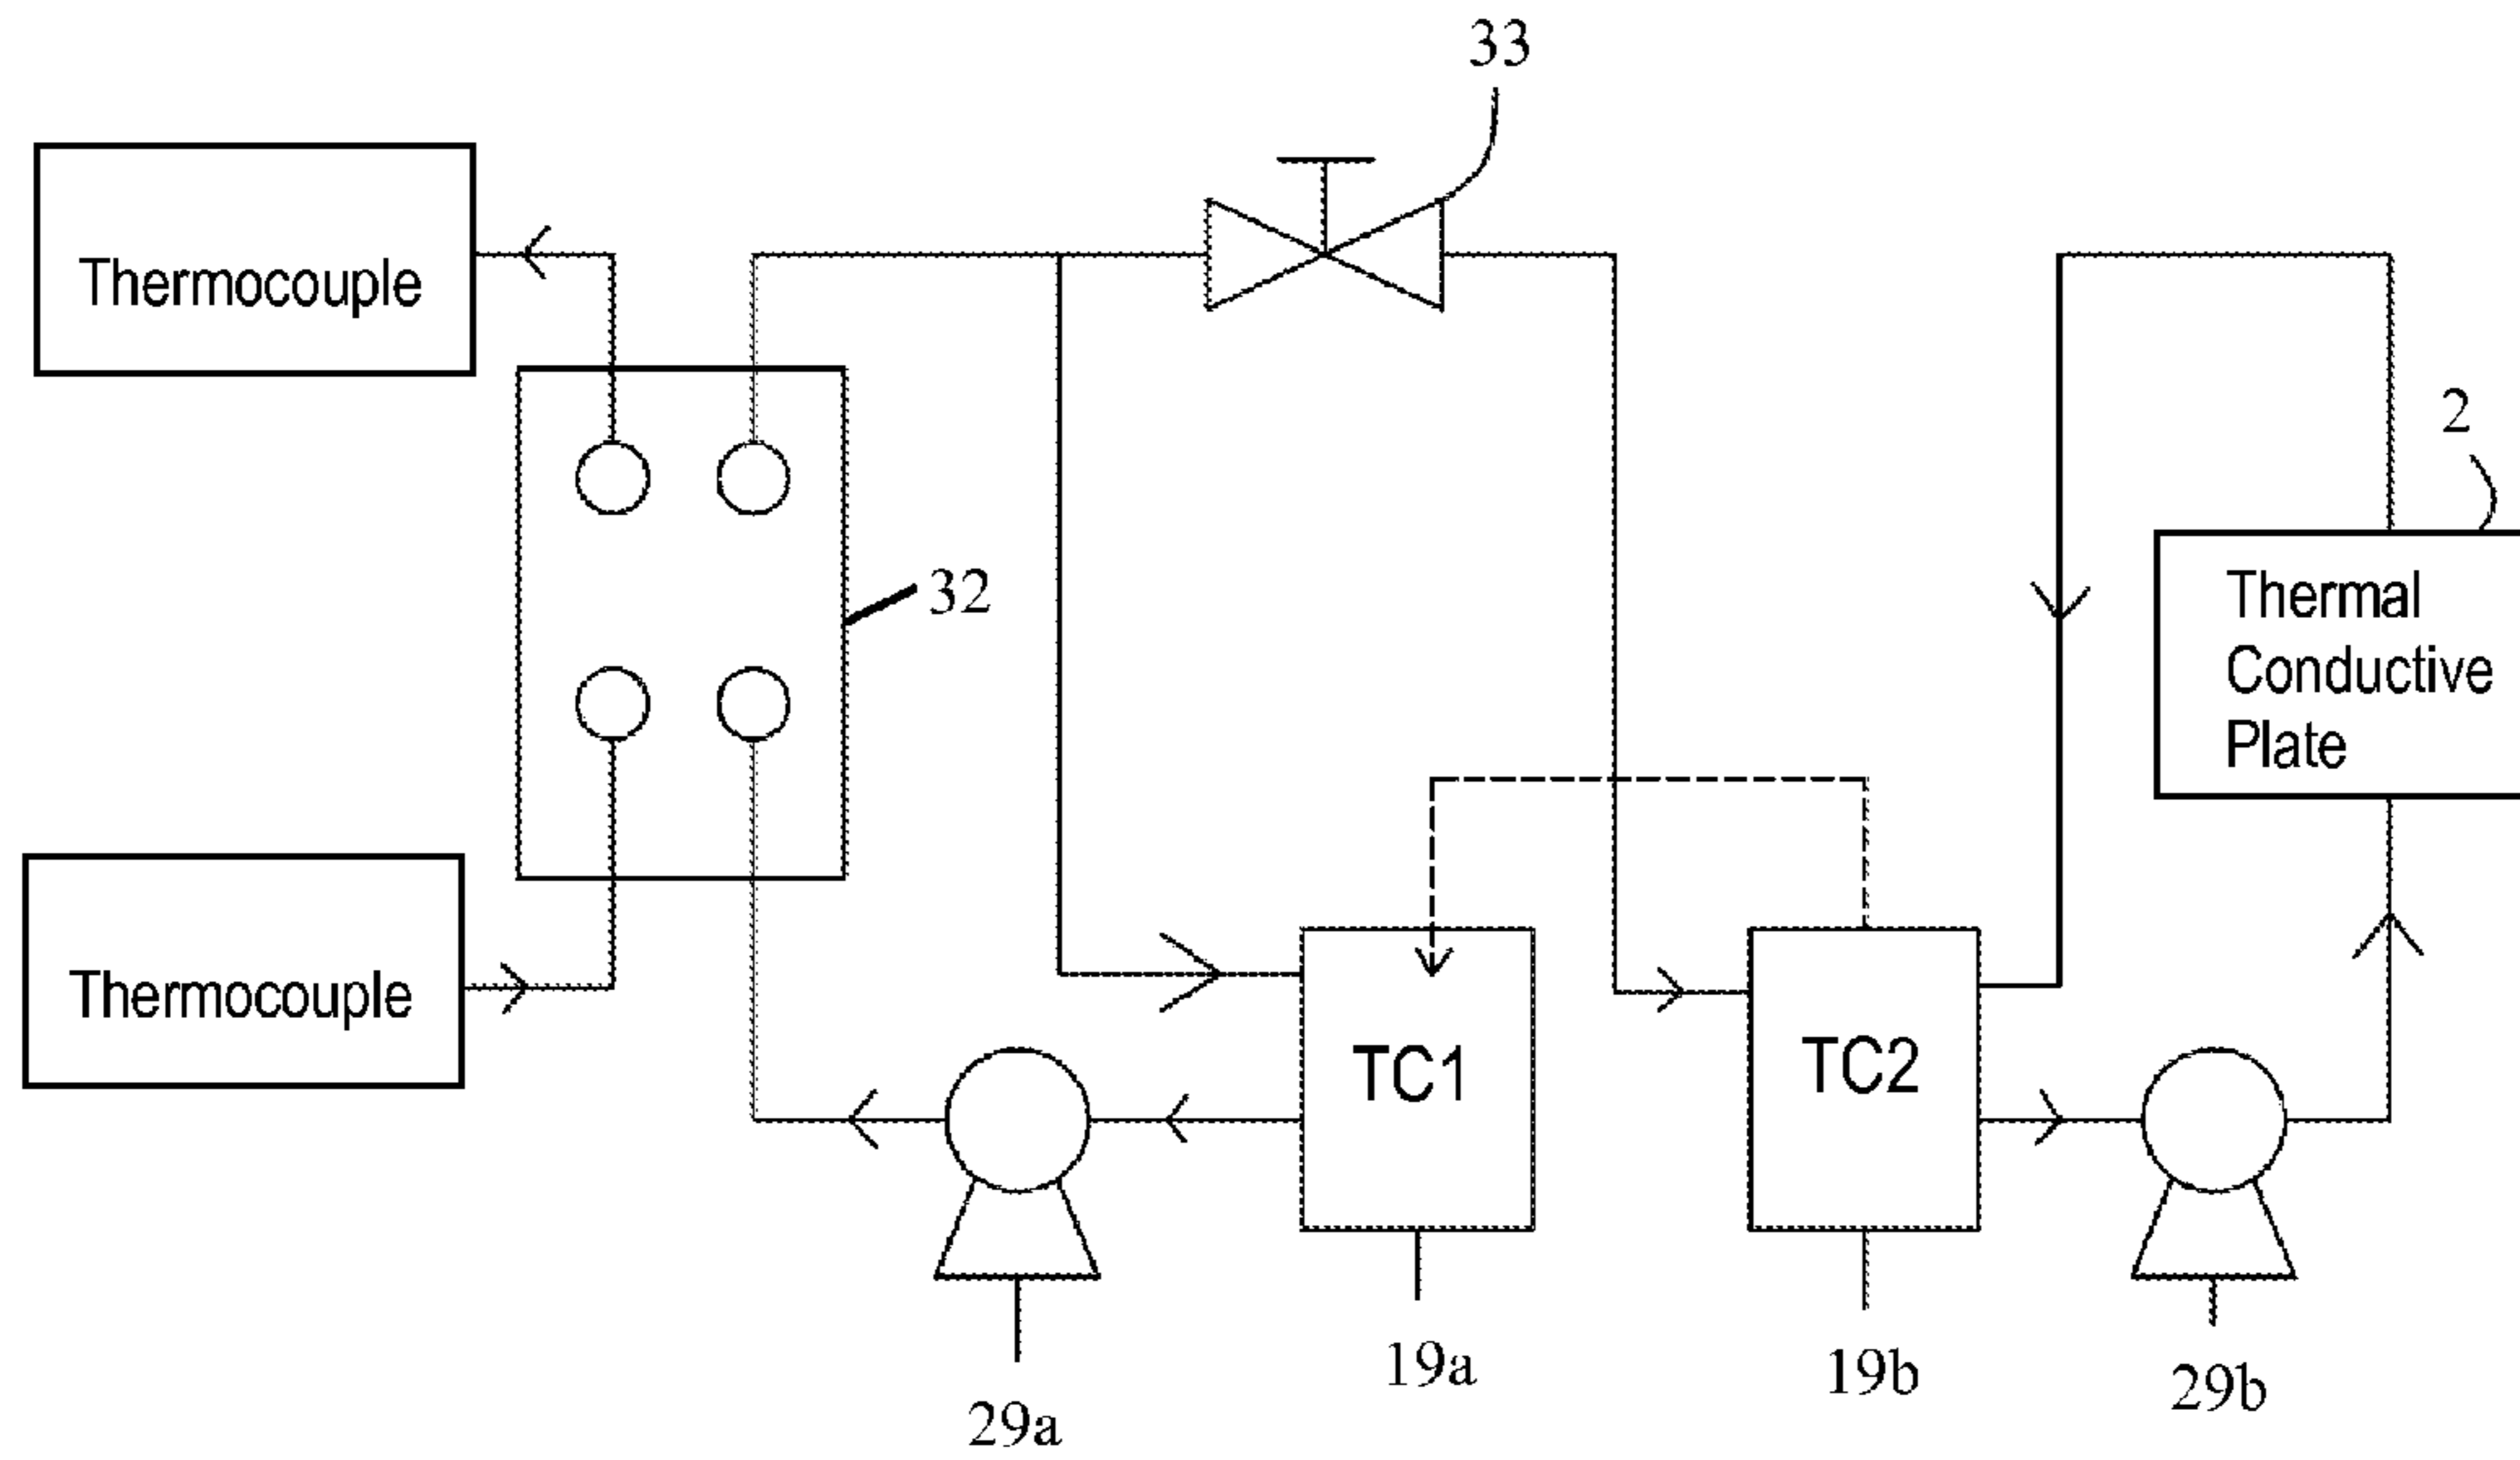 33
Thermocouple
2
32
Thermal
Conductive
Plate
Thermocouple
TC1
TC2
19a
19b
29a
29b